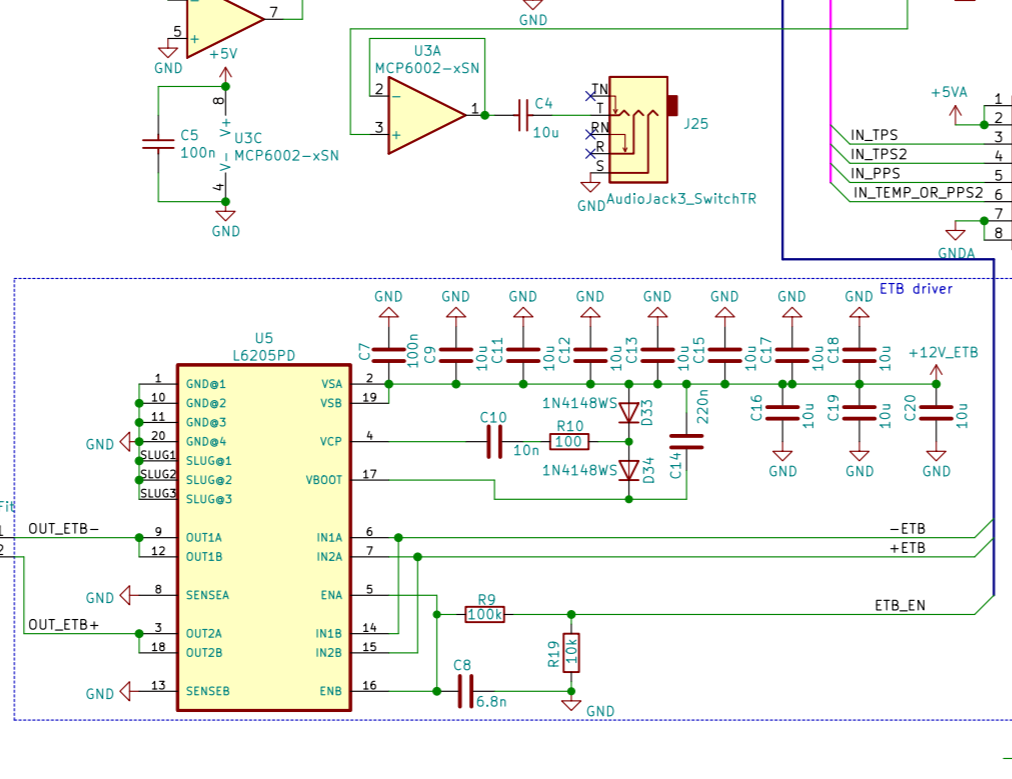 7
5
+
GND
+5V
8
V+
C5
100n
U3C
MCP6002-xSN
V-
4
GND
GND
U3A
MCP6002-xSN
2
-
3
+
1
C4
10u
TN
T
RN
R
S
J25
GND
AudioJack3_SwitchTR
+5VA
1
2
IN_TPS
3
IN_TPS2
4
IN_PPS
5
IN_TEMP_OR_PPS2
6
7
8
GNDA
ETB driver
GND GND GND GND GND GND GND GND
C7 100n
C9 10u
C11 10u
C12 10u
C13 10u
C15 10u
C17 10u
C18 10u
+12V_ETB
U5
L6205PD
1 GND@1
10 GND@2
11 GND@3
GND 20 GND@4
SLUG1 SLUG@1
SLUG2 SLUG@2
SLUG3 SLUG@3
VSA 2
VSB 19
VCP 4
VBOOT 17
C10
10n
R10
100
1N4148WS
D33
1N4148WS
D34
220n
C14
C16 10u
C19 10u
C20 10u
GND GND GND
Fit
1
2
OUT_ETB-
9 OUT1A
12 OUT1B
GND 8 SENSEA
OUT_ETB+
3 OUT2A
18 OUT2B
GND 13 SENSEB
IN1A 6
IN2A 7
ENA 5
IN1B 14
IN2B 15
ENB 16
-ETB
+ETB
ETB_EN
R9
100k
R19
10k
C8
6.8n
GND